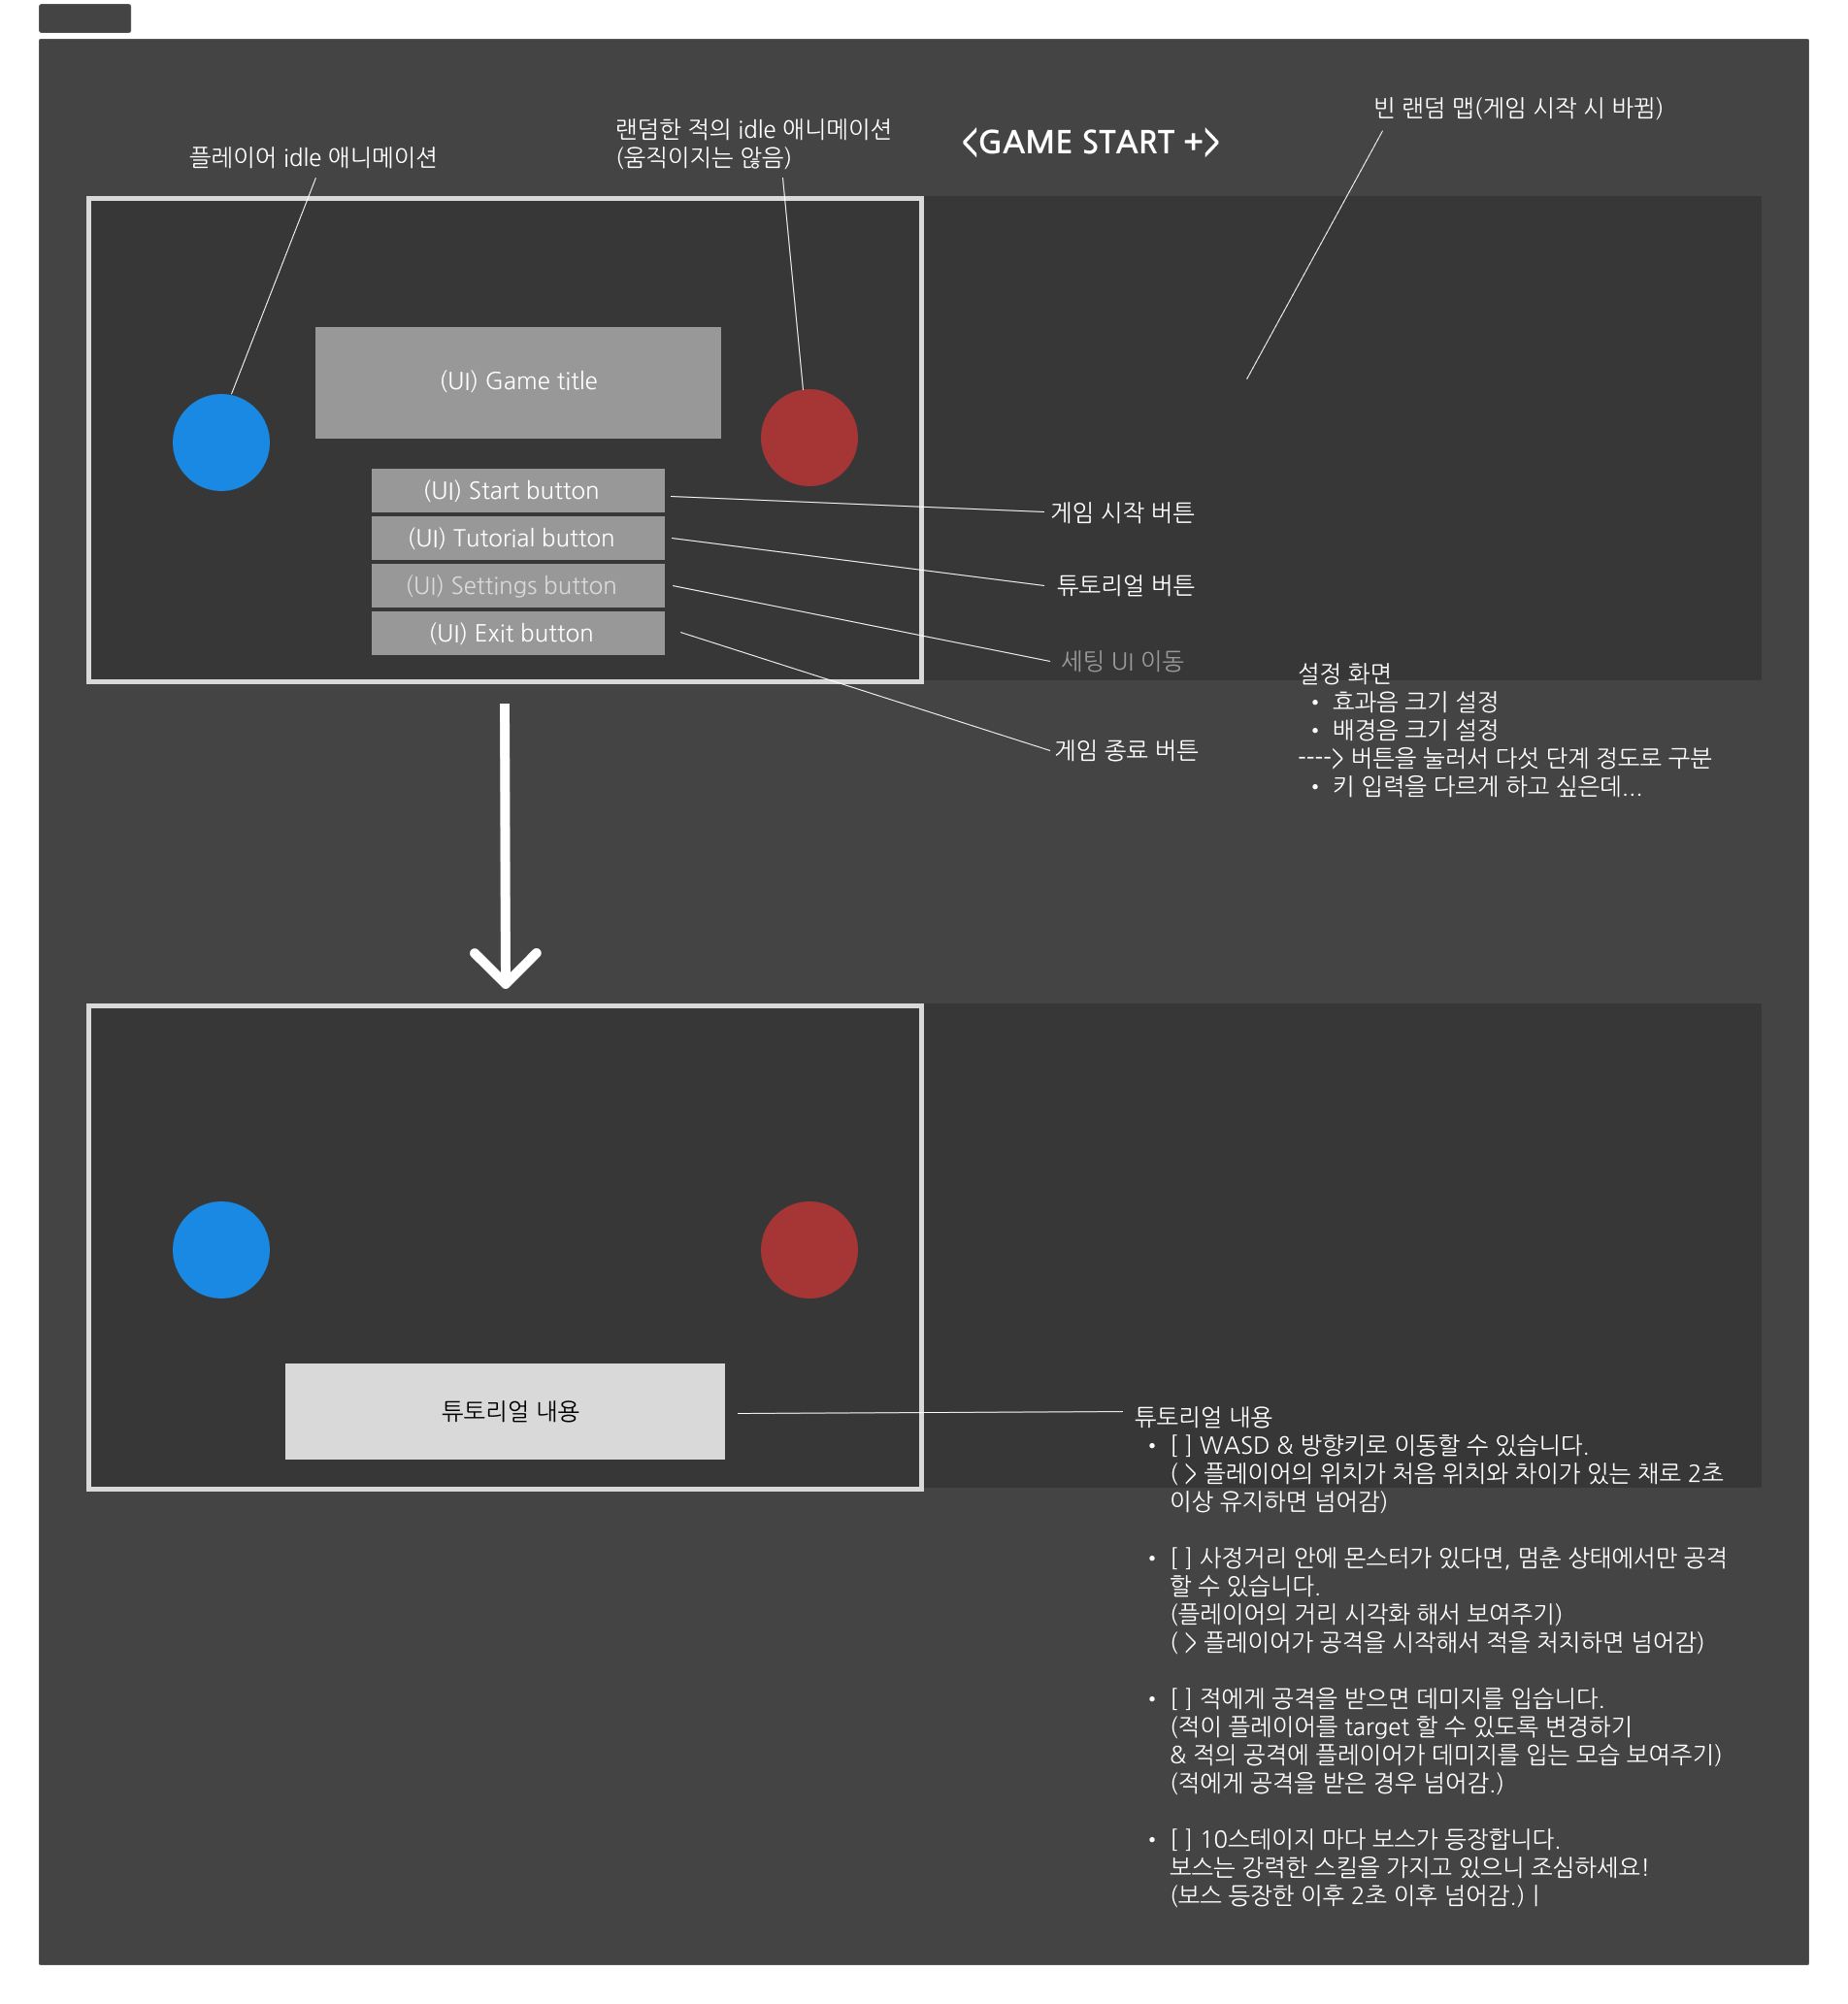 빈 랜덤 맵(게임 시작 시 바뀜)
랜덤한 적의 idle 애니메이션
(움직이지는 않음)
<GAME START +>
플레이어 idle 애니메이션
(UI) Game title
(UI) Start button
게임 시작 버튼
(UI) Tutorial button
튜토리얼 버튼
(UI) Settings button
세팅 UI 이동
(UI) Exit button
게임 종료 버튼
설정 화면
• 효과음 크기 설정
• 배경음 크기 설정
----> 버튼을 눌러서 다섯 단계 정도로 구분
• 키 입력을 다르게 하고 싶은데...
튜토리얼 내용
튜토리얼 내용
• [ ] WASD & 방향키로 이동할 수 있습니다.
( > 플레이어의 위치가 처음 위치와 차이가 있는 채로 2초
이상 유지하면 넘어감)
• [ ] 사정거리 안에 몬스터가 있다면, 멈춘 상태에서만 공격
할 수 있습니다.
(플레이어의 거리 시각화 해서 보여주기)
( > 플레이어가 공격을 시작해서 적을 처치하면 넘어감)
• [ ] 적에게 공격을 받으면 데미지를 입습니다.
(적이 플레이어를 target 할 수 있도록 변경하기
& 적의 공격에 플레이어가 데미지를 입는 모습 보여주기)
(적에게 공격을 받은 경우 넘어감.)
• [ ] 10스테이지 마다 보스가 등장합니다.
보스는 강력한 스킬을 가지고 있으니 조심하세요!
(보스 등장한 이후 2초 이후 넘어감.) |